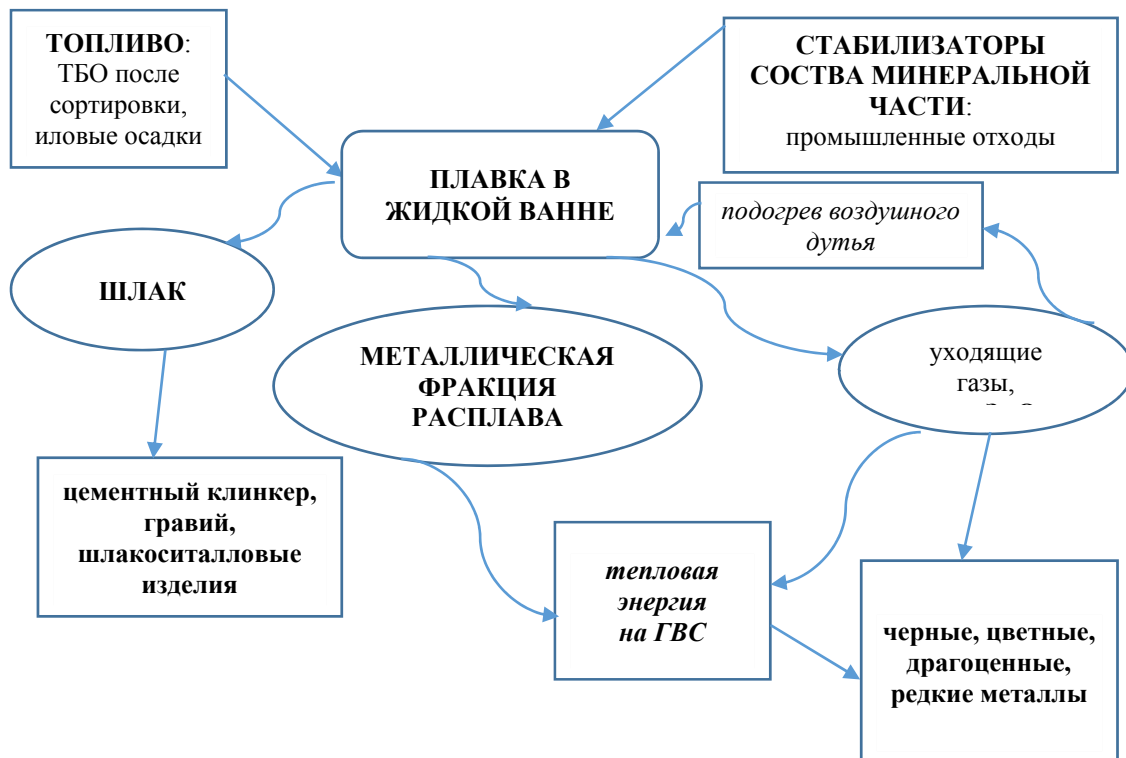 ТОПЛИВО:
ТБО после
сортировки,
иловые осадки
СТАБИЛИЗАТОРЫ
СОСТВА МИНЕРАЛЬНОЙ
ЧАСТИ:
промышленные отходы
ПЛАВКА В
ЖИДКОЙ ВАННЕ
подогрев воздушного
дутья
ШЛАК
МЕТАЛЛИЧЕСКАЯ
ФРАКЦИЯ
РАСПЛАВА
уходящие
газы,
цементный клинкер,
гравий,
шлакоситалловые
изделия
тепловая
энергия
на ГВС
черные, цветные,
драгоценные,
редкие металлы